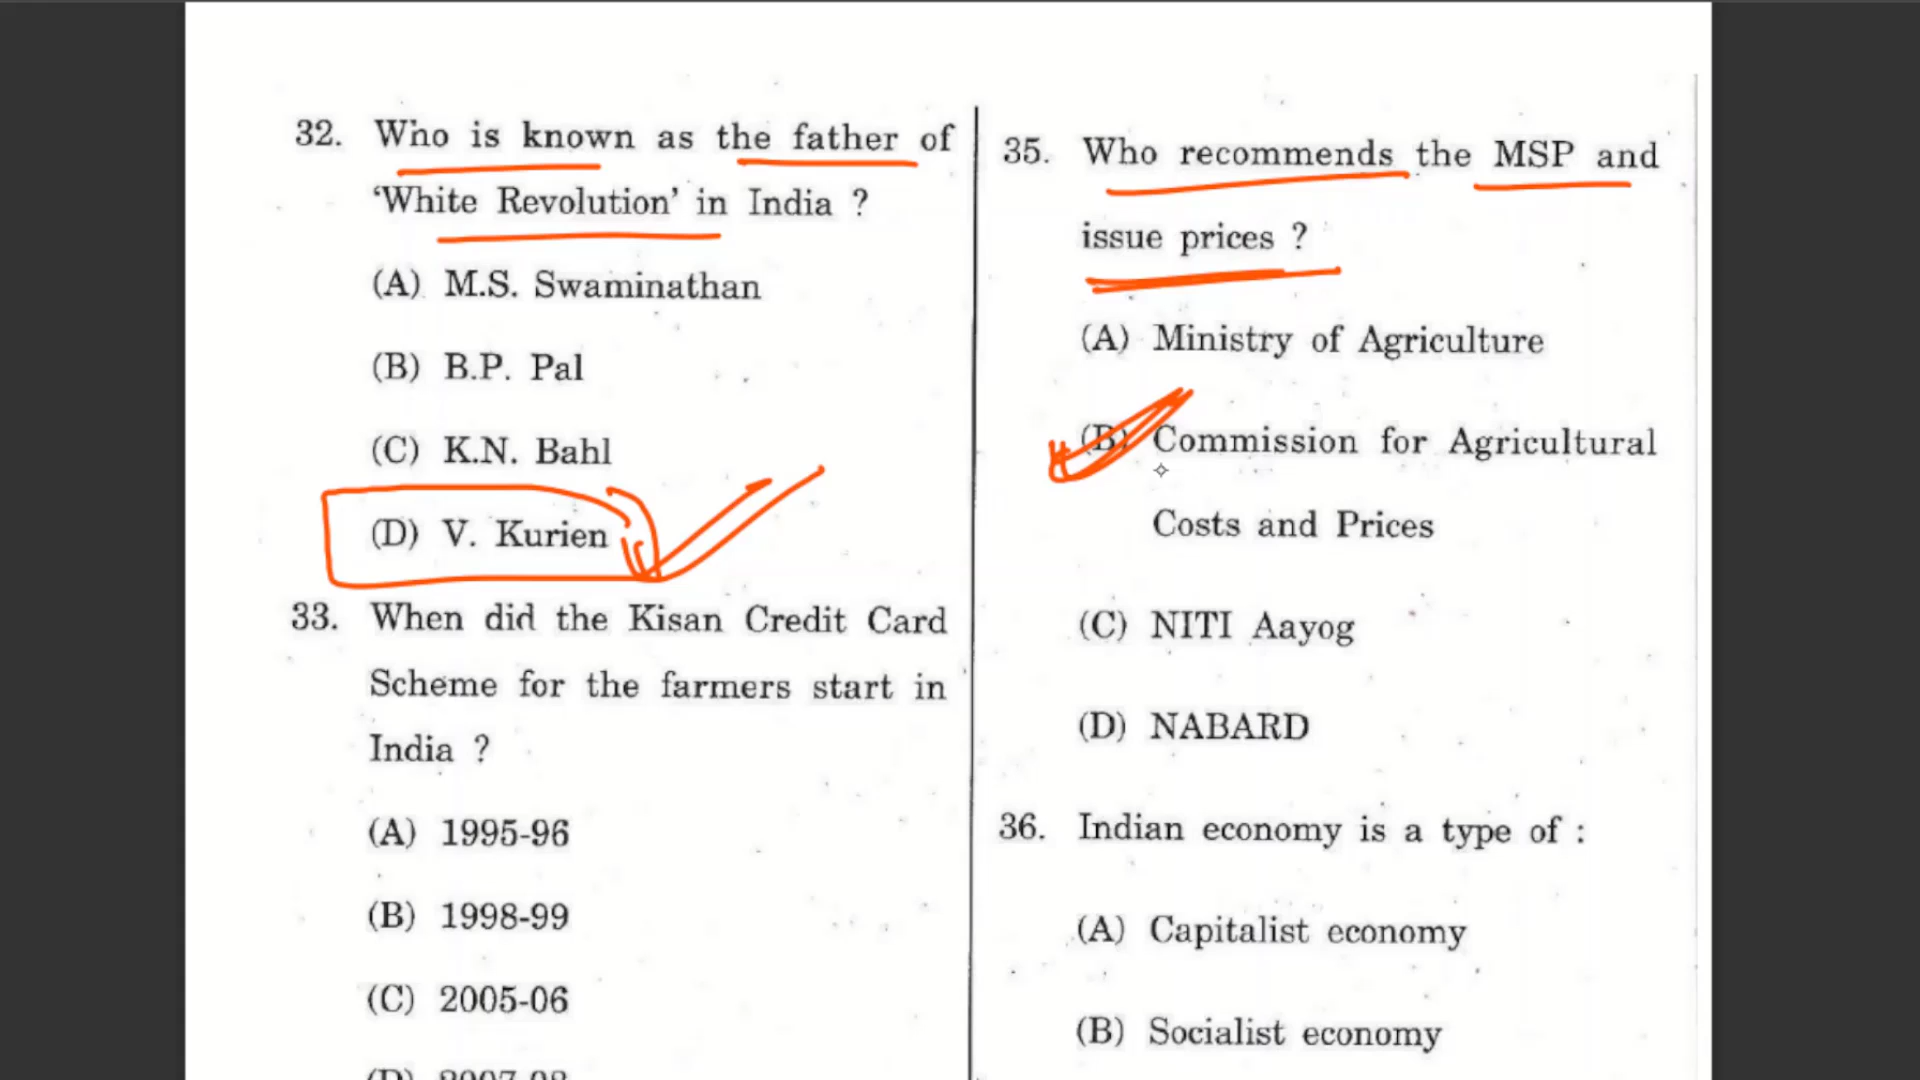 32. Who is known as the father of
‘White Revolution’ in India ?
(A) M.S. Swaminathan
(B) B.P. Pal
(C) K.N. Bahl
(D) V. Kurien
33. When did the Kisan Credit Card
Scheme for the farmers start in
India ?
(A) 1995-96
(B) 1998-99
(C) 2005-06
(D) 2007-08
35. Who recommends the MSP and
issue prices ?
(A) Ministry of Agriculture
(B) Commission for Agricultural
Costs and Prices
(C) NITI Aayog
(D) NABARD
36. Indian economy is a type of :
(A) Capitalist economy
(B) Socialist economy